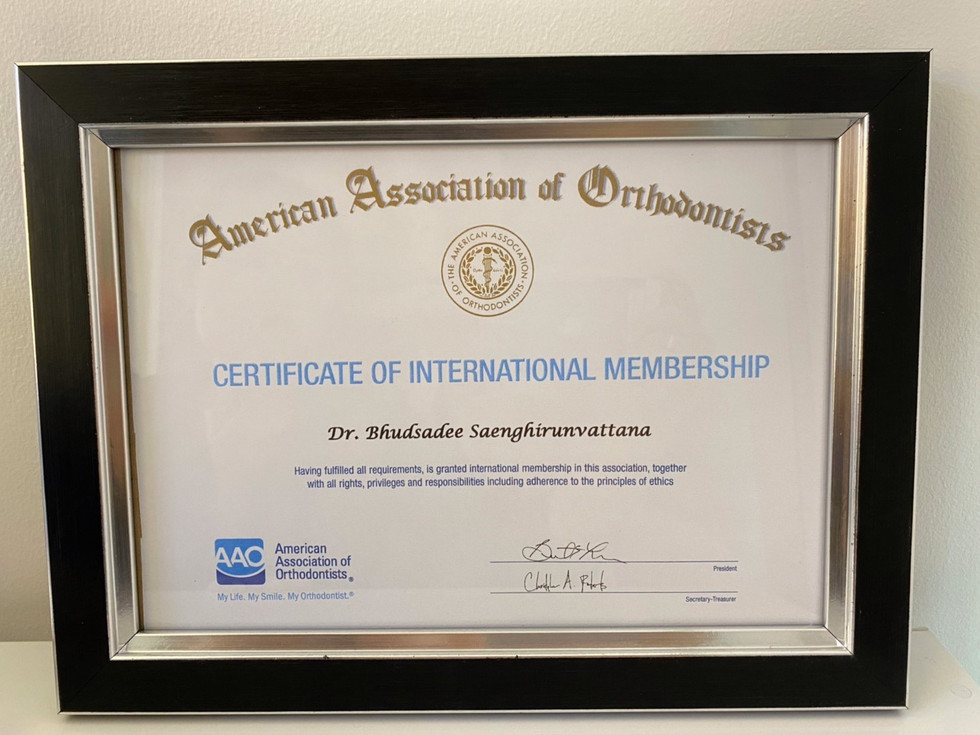 American Association of Orthodontists
· THE AMERICAN ASSOCIATION · OF ORTHODONTISTS
CERTIFICATE OF INTERNATIONAL MEMBERSHIP
Dr. Bhudsadee Saenghirunvattana
Having fulfilled all requirements, is granted international membership in this association, together
with all rights, privileges and responsibilities including adherence to the principles of ethics
AAO
American
Association of
Orthodontists®
My Life. My Smile. My Orthodontist.®
President
Secretary-Treasurer